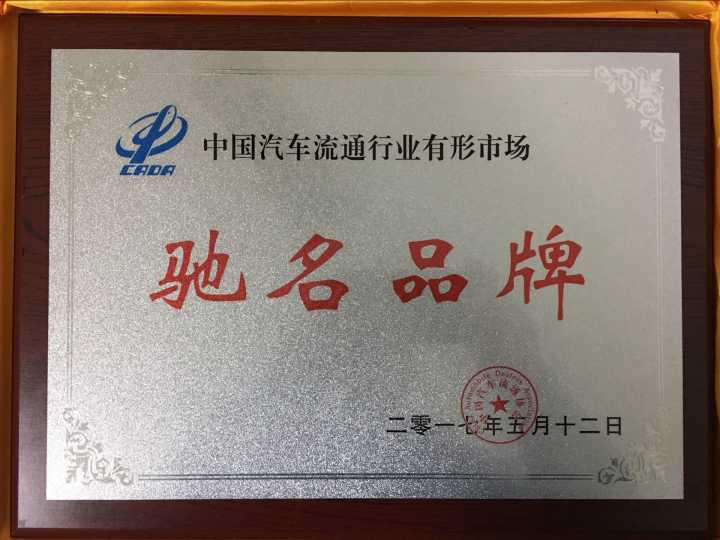 CADA
中国汽车流通行业有形市场
驰名品牌
二零一七年五月十二日